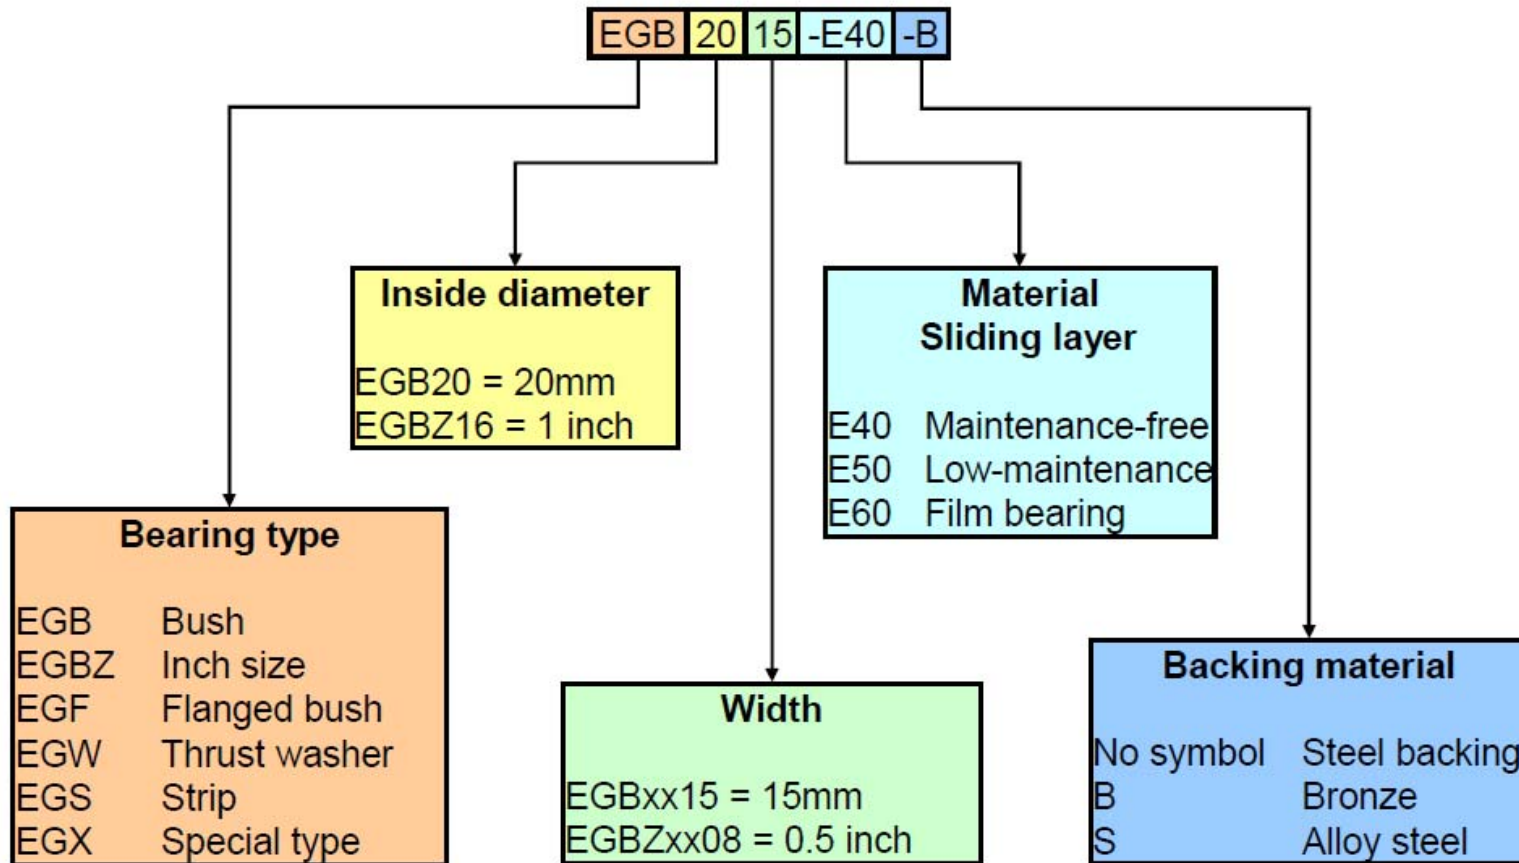 EGB 20 15 -E40 -B
Inside diameter
EGB20 = 20mm
EGBZ16 = 1 inch
Material
Sliding layer
E40 Maintenance-free
E50 Low-maintenance
E60 Film bearing
Bearing type
EGB Bush
EGBZ Inch size
EGF Flanged bush
EGW Thrust washer
EGS Strip
EGX Special type
Width
EGBxx15 = 15mm
EGBZxx08 = 0.5 inch
Backing material
No symbol Steel backing
B Bronze
S Alloy steel